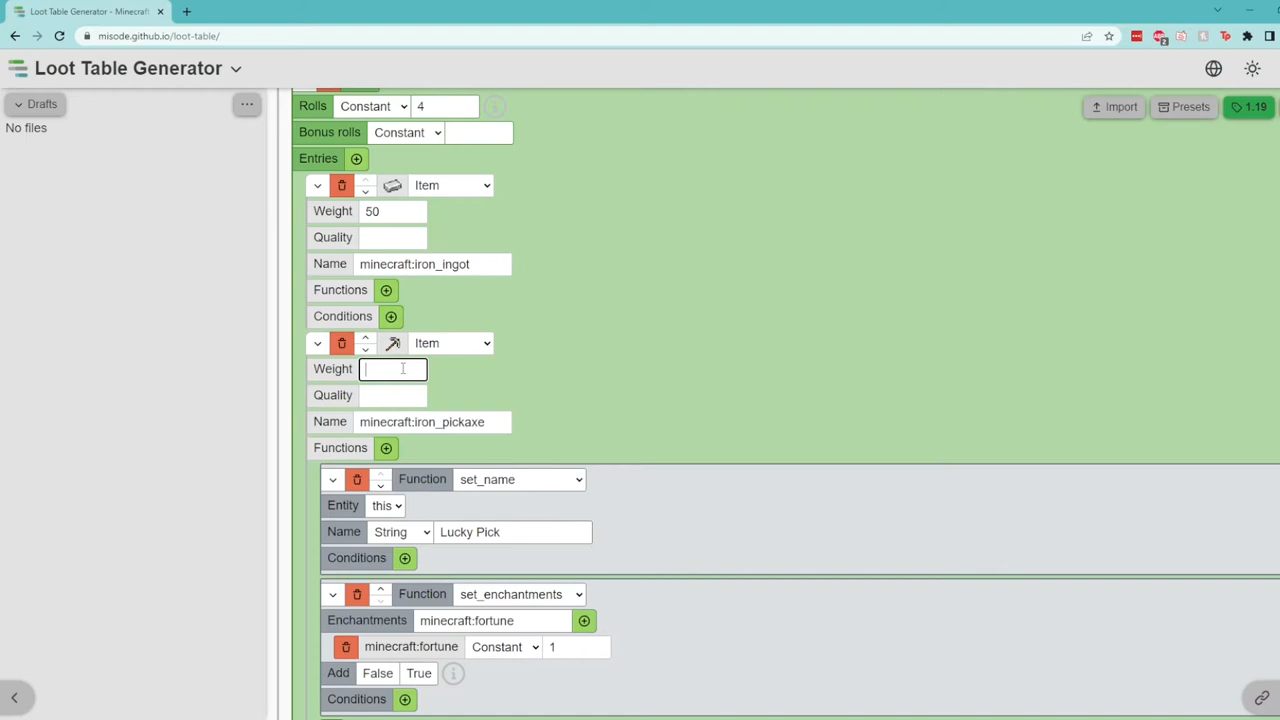 Loot Table Generator - Minecraft
misode.github.io/loot-table/
Loot Table Generator
Drafts
No files
Rolls Constant 4
Import Presets 1.19
Bonus rolls Constant
Entries
Item
Weight 50
Quality
Name minecraft:iron_ingot
Functions
Conditions
Item
Weight
Quality
Name minecraft:iron_pickaxe
Functions
Function set_name
Entity this
Name String Lucky Pick
Conditions
Function set_enchantments
Enchantments minecraft:fortune
minecraft:fortune Constant 1
Add False True
Conditions